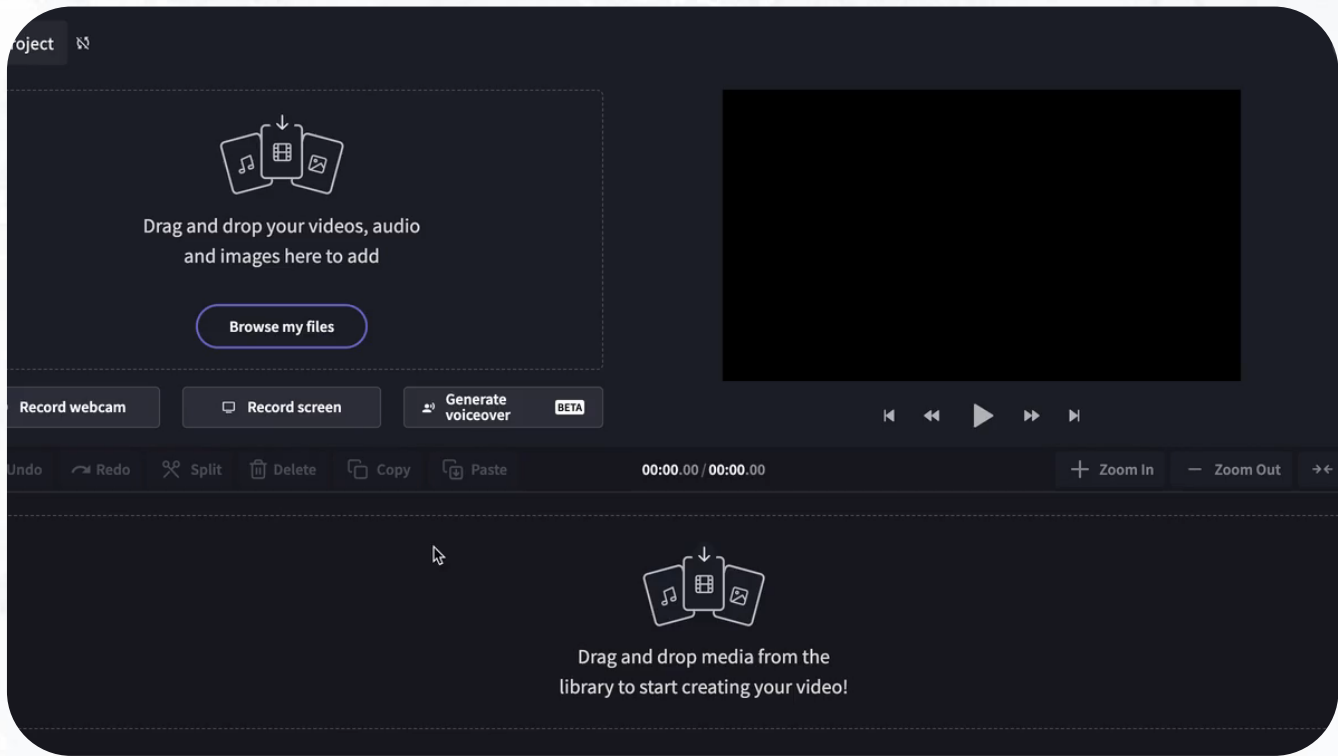 roject
Drag and drop your videos, audio
and images here to add
Browse my files
Record webcam
Record screen
Generate
voiceover
BETA
Undo
Redo
Split
Delete
Copy
Paste
00:00.00 / 00:00.00
Zoom In
Zoom Out
Drag and drop media from the
library to start creating your video!